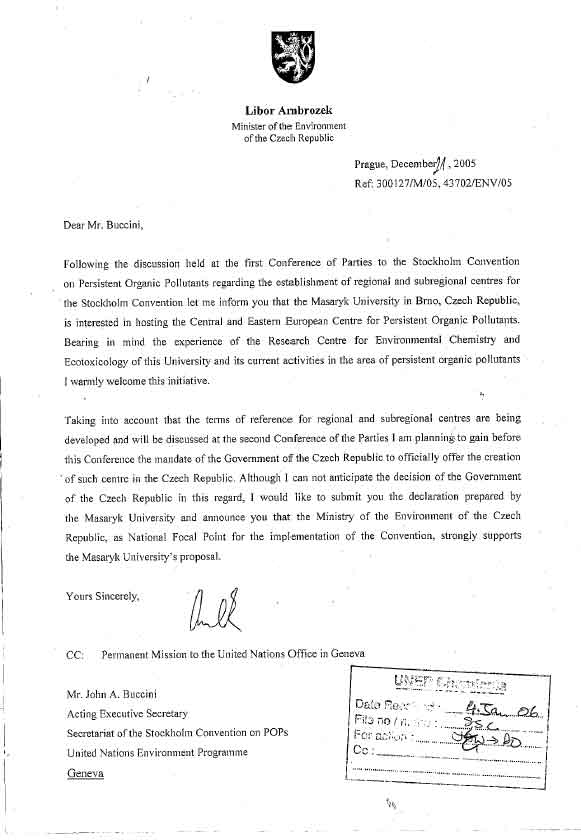 Libor Ambrozek
Minister of the Environment
of the Czech Republic
Prague, December 21, 2005
Ref: 300127/M/05, 43702/ENV/05
Dear Mr. Buccini,
Following the discussion held at the first Conference of Parties to the Stockholm Convention
on Persistent Organic Pollutants regarding the establishment of regional and subregional centres for
the Stockholm Convention let me inform you that the Masaryk University in Brno, Czech Republic,
is interested in hosting the Central and Eastern European Centre for Persistent Organic Pollutants.
Bearing in mind the experience of the Research Centre for Environmental Chemistry and
Ecotoxicology of this University and its current activities in the area of persistent organic pollutants
I warmly welcome this initiative.
Taking into account that the terms of reference for regional and subregional centres are being
developed and will be discussed at the second Conference of the Parties I am planning to gain before
this Conference the mandate of the Government off the Czech Republic to officially offer the creation
of such centre in the Czech Republic. Although I can not anticipate the decision of the Government
of the Czech Republic in this regard, I would like to submit you the declaration prepared by
the Masaryk University and announce you that the Ministry of the Environment of the Czech
Republic, as National Focal Point for the implementation of the Convention, strongly supports
the Masaryk University's proposal.
Yours Sincerely,
CC: Permanent Mission to the United Nations Office in Geneva
Mr. John A. Buccini
Acting Executive Secretary
Secretariat of the Stockholm Convention on POPs
United Nations Environment Programme
Geneva
UNEP Chemicals
Date 4 Jan 06
File no / SSC
For action :
Cc :